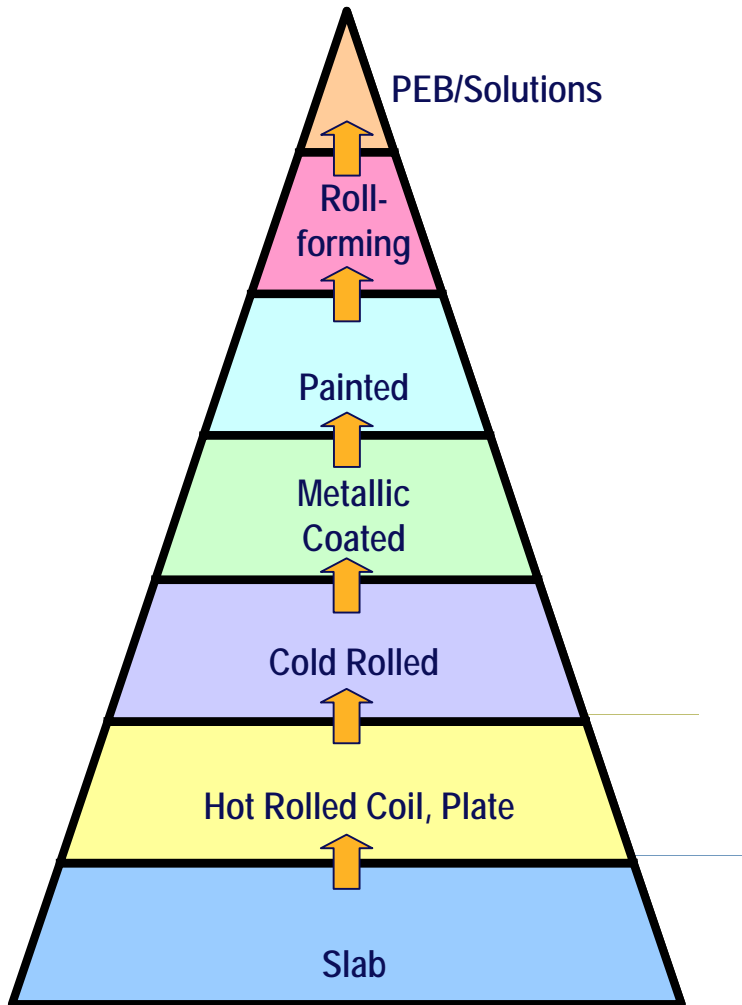 PEB/Solutions
Roll-
forming
Painted
Metallic
Coated
Cold Rolled
Hot Rolled Coil, Plate
Slab